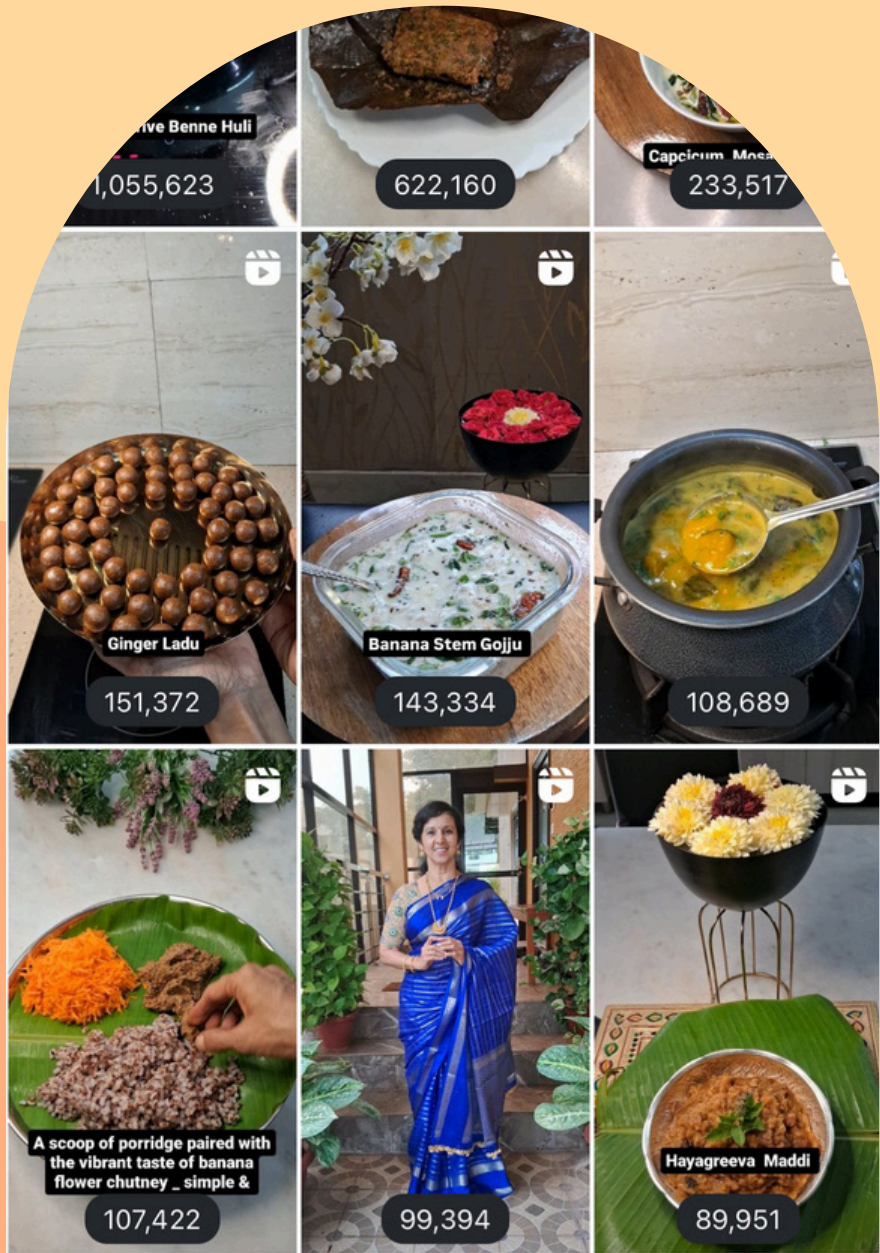 Benne Huli
1,055,623
622,160
Capcicum
233,517
Ginger Ladu
151,372
Banana Stem Gojju
143,334
108,689
A scoop of porridge paired with
the vibrant taste of banana
flower chutney _ simple &
107,422
99,394
Hayagreeva Maddi
89,951